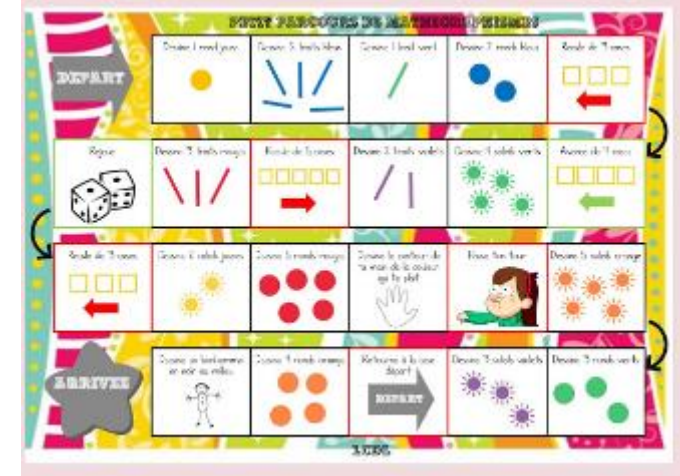 PETIT PARCOURS DE MATHEGRAPHISMES
DEPART
Dessine 1 rond jaune
Dessine 5 traits bleus
Dessine 1 trait vert
Dessine 2 ronds bleus
Recule de 3 cases
Rejoue
Dessine 3 traits rouges
Recule de 5 cases
Dessine 2 traits violets
Dessine 4 soleils verts
Avance de 4 cases
Recule de 3 cases
Dessine 2 soleils jaunes
Dessine 5 ronds rouges
Dessine le contour de
ta main de la couleur
qui te plait
Passe ton tour
Dessine 5 soleils orange
ARRIVEE
Dessine un bonhomme
en noir au milieu
Dessine 4 ronds orange
Retourne à la case
départ
DEPART
Dessine 3 soleils violets
Dessine 3 ronds verts